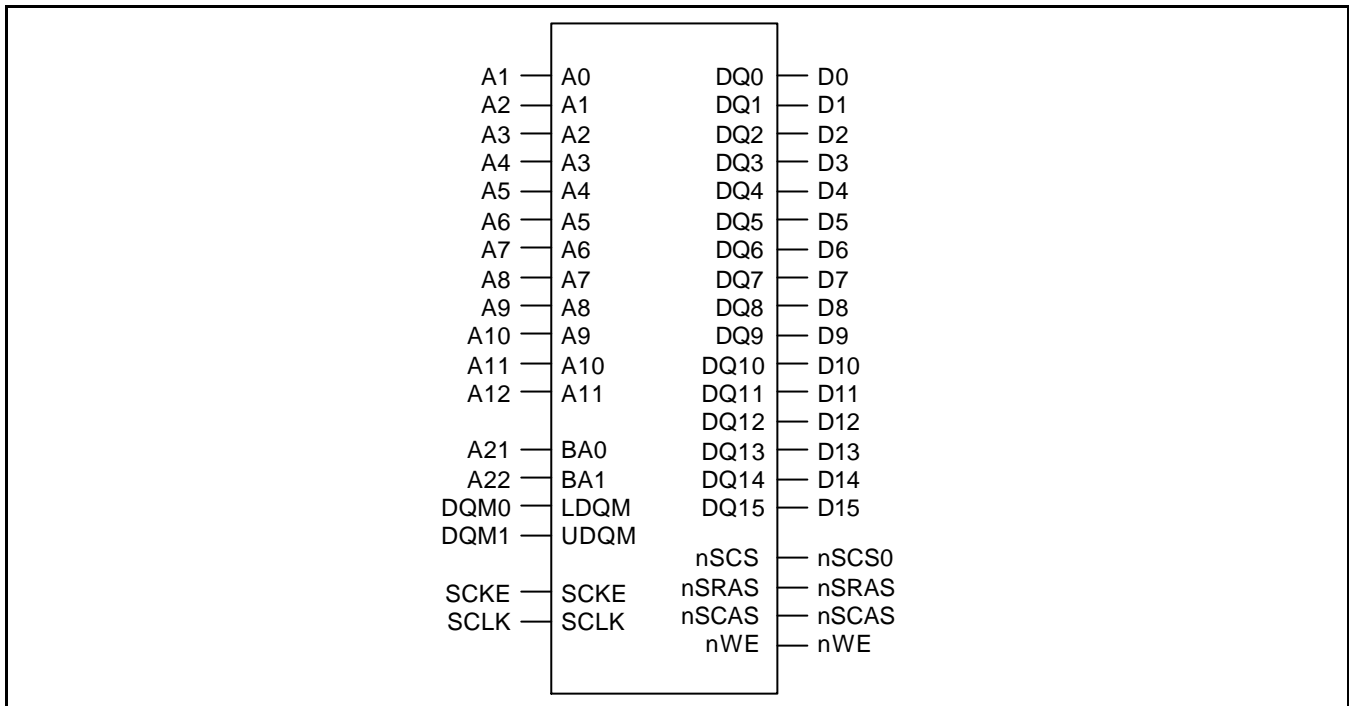 A1 A0 DQ0 D0
A2 A1 DQ1 D1
A3 A2 DQ2 D2
A4 A3 DQ3 D3
A5 A4 DQ4 D4
A6 A5 DQ5 D5
A7 A6 DQ6 D6
A8 A7 DQ7 D7
A9 A8 DQ8 D8
A10 A9 DQ9 D9
A11 A10 DQ10 D10
A12 A11 DQ11 D11
DQ12 D12
A21 BA0 DQ13 D13
A22 BA1 DQ14 D14
DQM0 LDQM DQ15 D15
DQM1 UDQM
nSCS nSCS0
SCKE SCKE nSRAS nSRAS
SCLK SCLK nSCAS nSCAS
nWE nWE